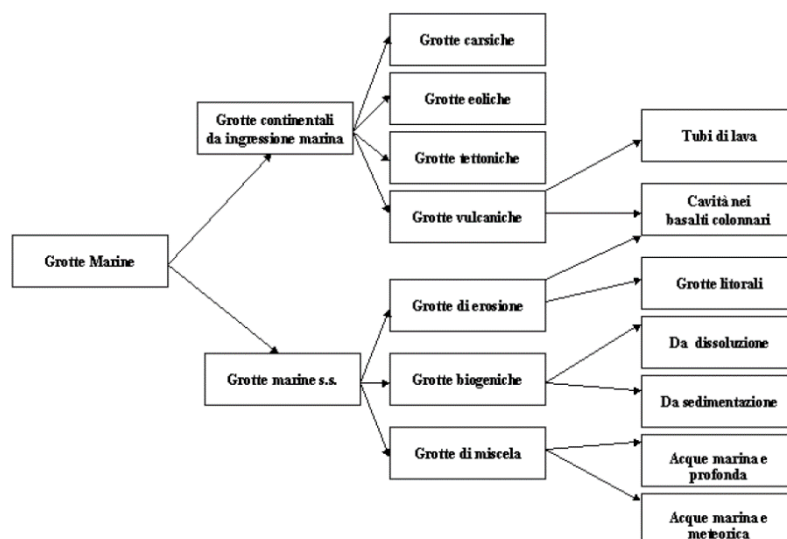 Grotte Marine
Grotte continentali
da ingressione marina
Grotte marine s.s.
Grotte carsiche
Grotte eoliche
Grotte tettoniche
Grotte vulcaniche
Grotte di erosione
Grotte biogeniche
Grotte di miscela
Tubi di lava
Cavità nei
basalti colonnari
Grotte litorali
Da dissoluzione
Da sedimentazione
Acque marina e
profonda
Acque marina e
meteorica